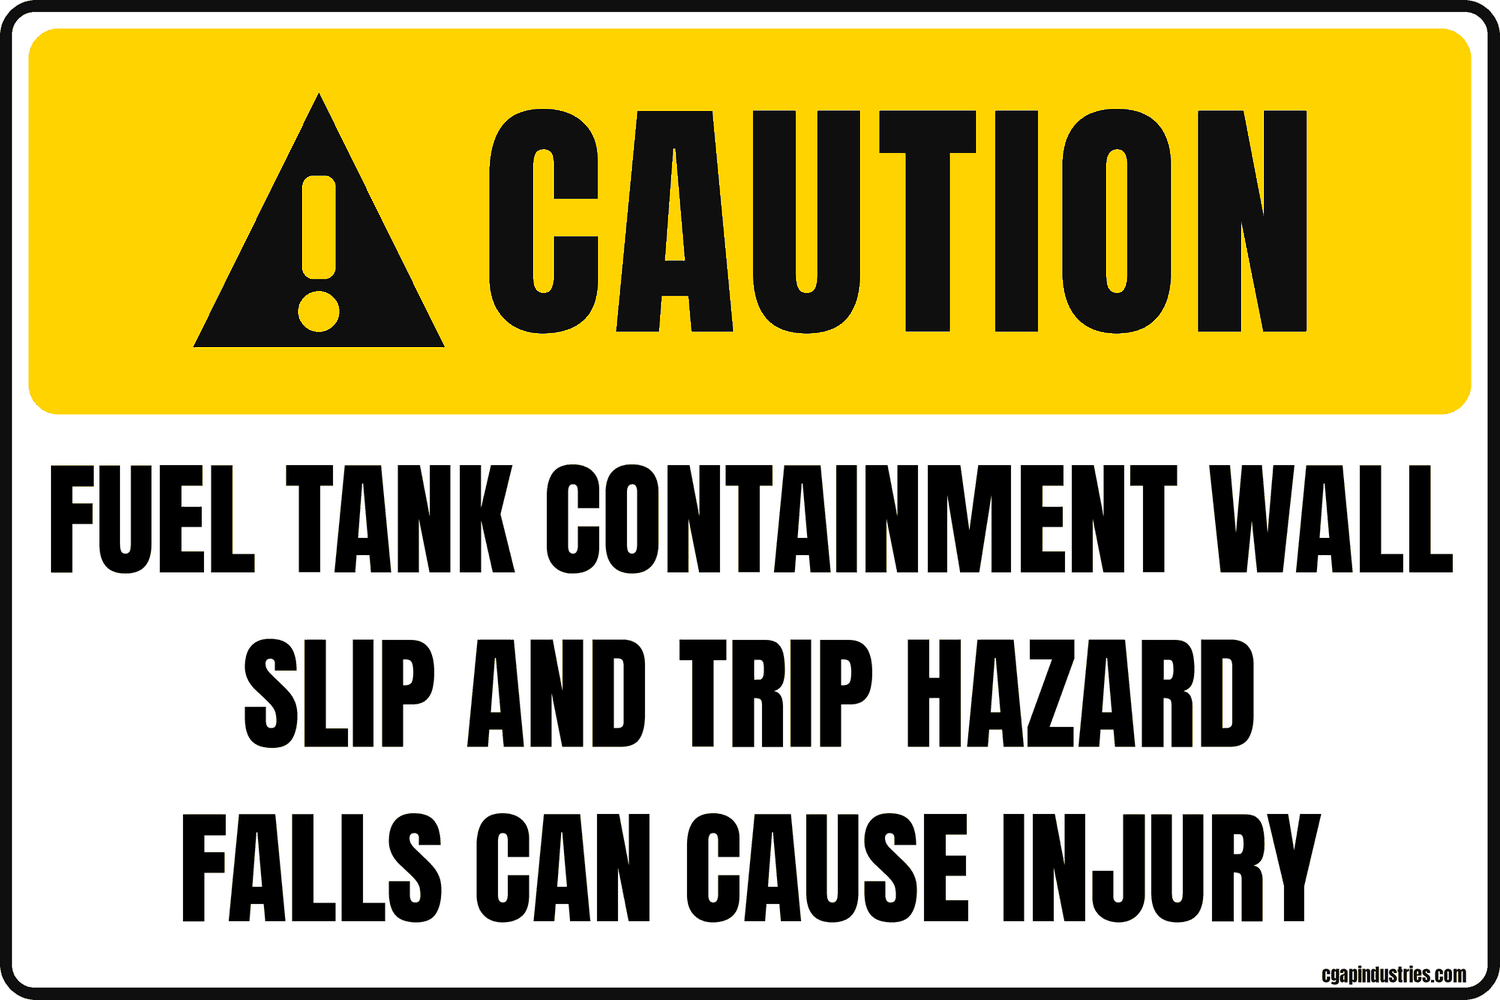 CAUTION
FUEL TANK CONTAINMENT WALL
SLIP AND TRIP HAZARD
FALLS CAN CAUSE INJURY
cgapindustries.com